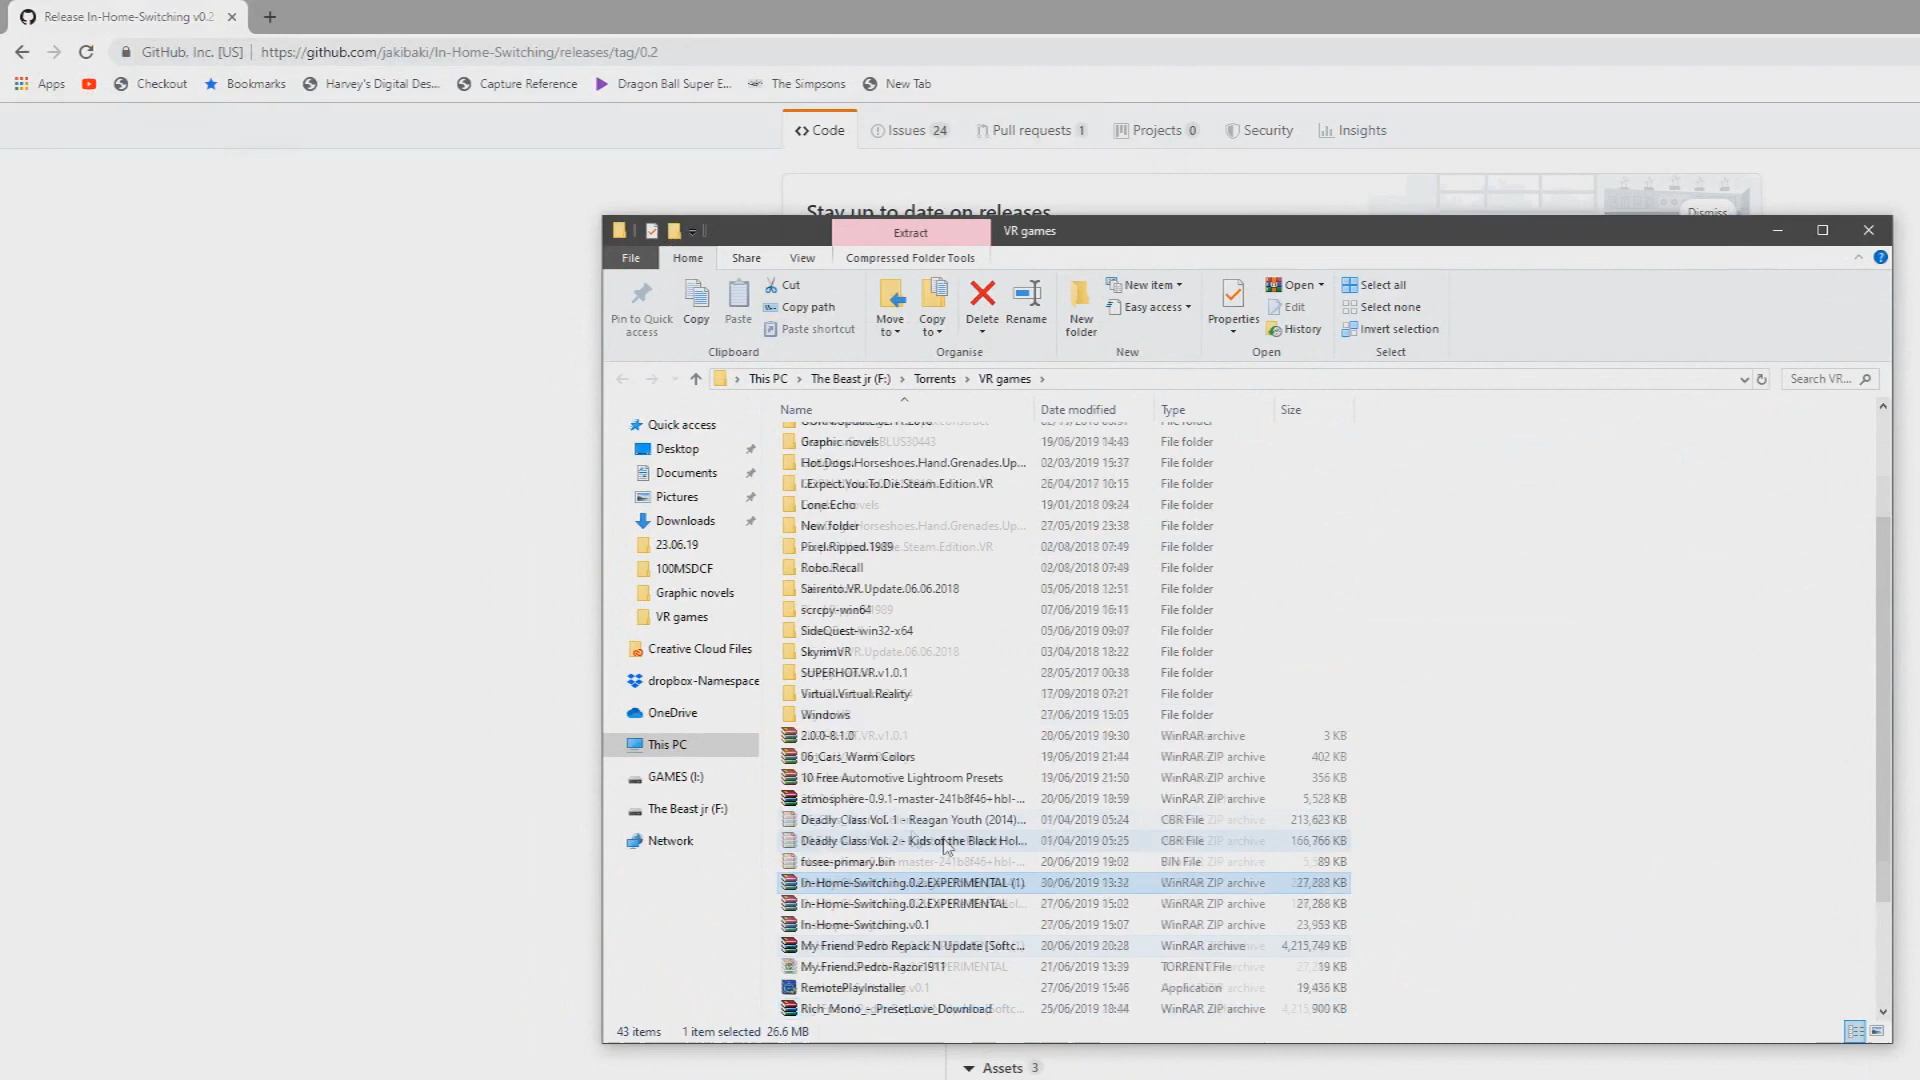 Release In-Home-Switching v0.2
GitHub, Inc. [US] | https://github.com/jakibaki/In-Home-Switching/releases/tag/0.2
Apps Checkout Bookmarks Harvey's Digital Des... Capture Reference Dragon Ball Super E... The Simpsons New Tab
Code Issues 24 Pull requests 1 Projects 0 Security Insights
Stay up to date on releases
Dismiss
Extract VR games
File Home Share View Compressed Folder Tools
Pin to Quick access
Copy
Paste
Cut
Copy path
Paste shortcut
Move to
Copy to
Delete
Rename
New folder
New item
Easy access
Properties
Open
Edit
History
Select all
Select none
Invert selection
Clipboard Organise New Open Select
This PC > The Beast jr (F:) > Torrents > VR games >
Search VR...
Name Date modified Type Size
Quick access
Desktop
Documents
Pictures
Downloads
23.06.19
100MSDCF
Graphic novels
VR games
Creative Cloud Files
dropbox-Namespace
OneDrive
This PC
GAMES (I:)
The Beast jr (F:)
Network
File folder
Graphic novels 19/06/2019 14:43 File folder
Hot.Dogs.Horseshoes.Hand.Grenades.Up... 02/03/2019 15:37 File folder
I.Expect.You.To.Die.Steam.Edition.VR 26/04/2017 10:15 File folder
Lone.Echo 19/01/2018 09:24 File folder
New folder 27/05/2019 23:38 File folder
Pixel.Ripped.1989 02/08/2018 07:49 File folder
Robo.Recall 02/08/2018 07:49 File folder
Sairento.VR.Update.06.06.2018 05/06/2018 12:51 File folder
scrcpy-win64 07/06/2019 16:11 File folder
SideQuest-win32-x64 05/06/2019 09:07 File folder
SkyrimVR 03/04/2018 18:22 File folder
SUPERHOT.VR.v1.0.1 28/05/2017 00:38 File folder
Virtual.Virtual.Reality 17/09/2018 07:21 File folder
Windows 27/06/2019 15:05 File folder
2.0.0-8.1.0 20/06/2019 19:30 WinRAR archive 3 KB
06_Cars_Warm Colors 19/06/2019 21:44 WinRAR ZIP archive 402 KB
10 Free Automotive Lightroom Presets 19/06/2019 21:50 WinRAR ZIP archive 356 KB
atmosphere-0.9.1-master-241b8f46+hbl-... 20/06/2019 18:59 WinRAR ZIP archive 5,528 KB
Deadly Class Vol. 1 - Reagan Youth (2014)... 01/04/2019 05:24 CBR File 213,623 KB
Deadly Class Vol. 2 - Kids of the Black Hol... 01/04/2019 05:25 CBR File 166,766 KB
fusee-primary.bin 20/06/2019 19:02 BIN File 89 KB
In-Home-Switching.0.2.EXPERIMENTAL (1) 30/06/2019 13:32 WinRAR ZIP archive 27,288 KB
In-Home-Switching.0.2.EXPERIMENTAL 27/06/2019 15:02 WinRAR ZIP archive 27,288 KB
In-Home-Switching.v0.1 27/06/2019 15:07 WinRAR ZIP archive 23,953 KB
My Friend Pedro Repack N Update [Softc... 20/06/2019 20:28 WinRAR archive 4,215,749 KB
My.Friend.Pedro-Razor1911 21/06/2019 13:39 TORRENT File 19 KB
RemotePlayInstaller 27/06/2019 15:46 Application 19,436 KB
Rich_Mono_-_PresetLove_Download 25/06/2019 18:44 WinRAR ZIP archive 900 KB
43 items 1 item selected 26.6 MB
Assets 3